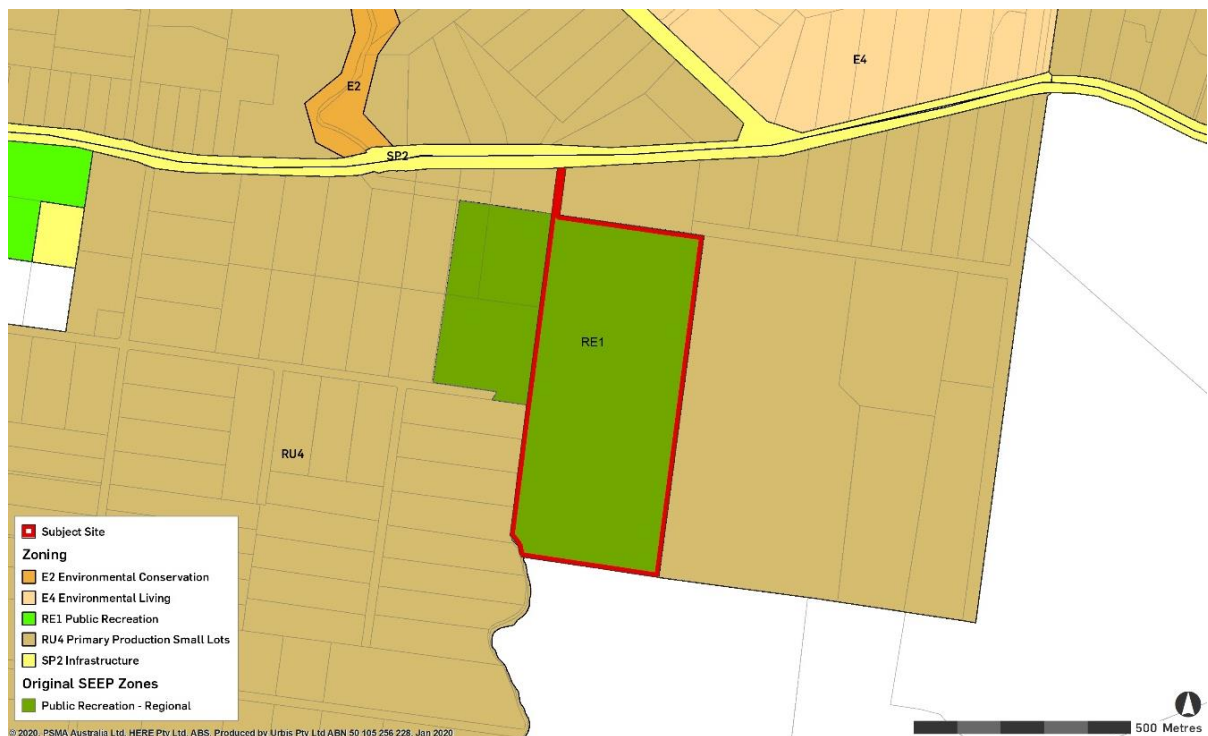 E4
E2
SP2
RE1
RU4
Subject Site
Zoning
E2 Environmental Conservation
E4 Environmental Living
RE1 Public Recreation
RU4 Primary Production Small Lots
SP2 Infrastructure
Original SEEP Zones
Public Recreation - Regional
© 2020. PSMA Australia Ltd, HERE Pty Ltd, ABS. Produced by Urbis Pty Ltd ABN 50 105 256 228, Jan 2020
500 Metres